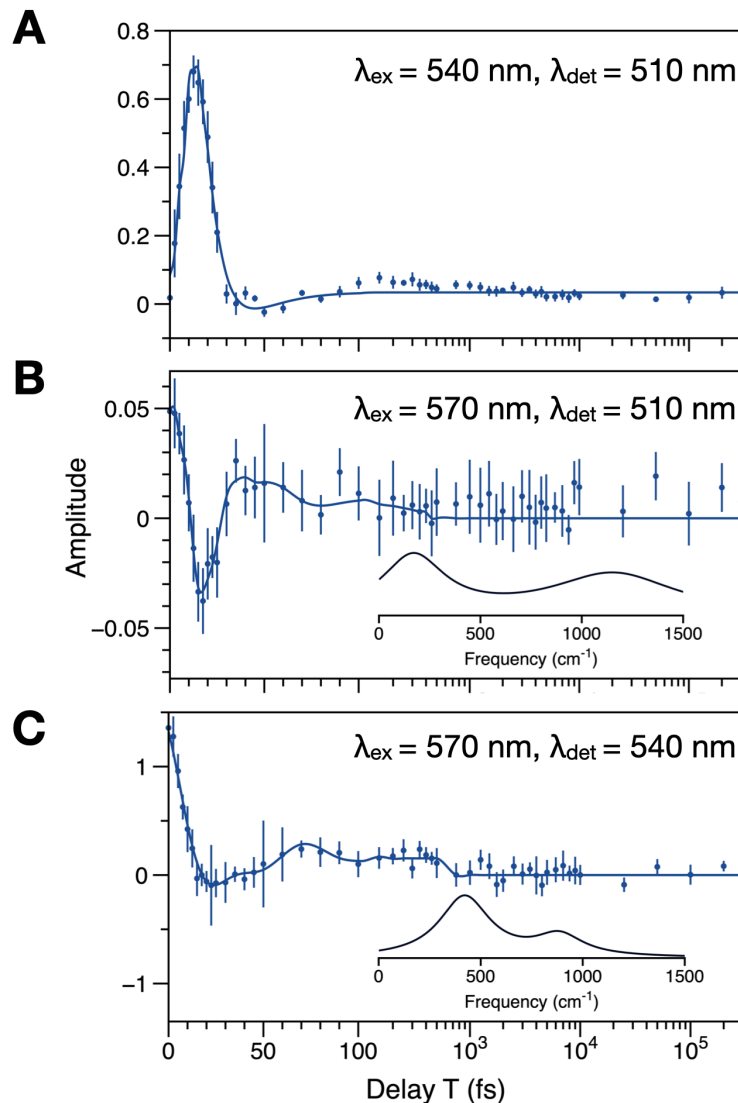 A
λex = 540 nm, λdet = 510 nm
0.8
0.6
0.4
0.2
0
B
λex = 570 nm, λdet = 510 nm
0.05
0
−0.05
Amplitude
0 500 1000 1500
Frequency (cm-1)
C
λex = 570 nm, λdet = 540 nm
1
0
−1
0 500 1000 1500
Frequency (cm-1)
0 50 100 10³ 10⁴ 10⁵
Delay T (fs)